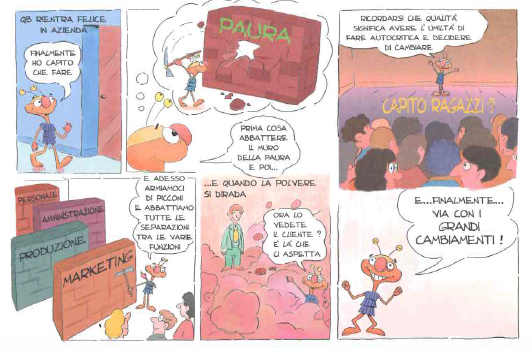 QB RIENTRA FELICE
IN AZIENDA
FINALMENTE
HO CAPITO
CHE FARE
PAURA
PRIMA COSA
ABBATTERE
IL MURO
DELLA PAURA
E POI...
RICORDARSI CHE QUALITÀ
SIGNIFICA AVERE L'UMILTÀ DI
FARE AUTOCRITICA E DECIDERE
DI CAMBIARE
CAPITO RAGAZZI ?
PERSONALE
AMMINISTRAZIONE
PRODUZIONE
MARKETING
E ADESSO
ARMIAMOCI
DI PICCONI
E ABBATTIAMO
TUTTE LE
SEPARAZIONI
TRA LE VARIE
FUNZIONI
...E QUANDO LA POLVERE
SI DIRADA
ORA LO
VEDETE
IL CLIENTE ?
E LÀ CHE
CI ASPETTA
E...FINALMENTE...
VIA CON I
GRANDI
CAMBIAMENTI !